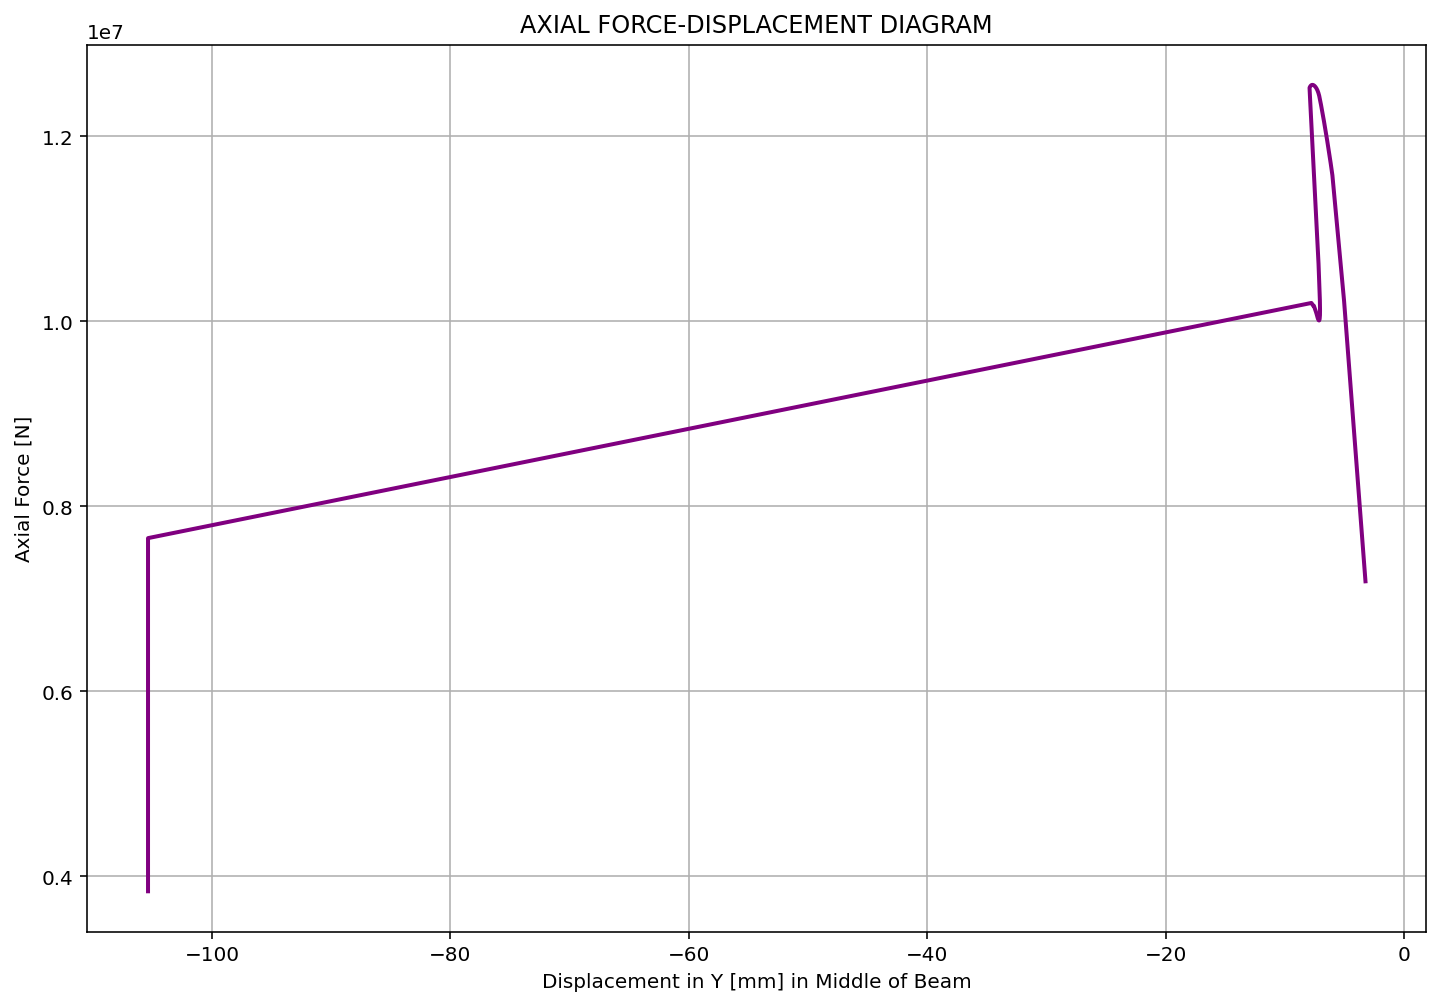 AXIAL FORCE-DISPLACEMENT DIAGRAM
1e7
1.2
1.0
0.8
0.6
0.4
Axial Force [N]
−100 −80 −60 −40 −20 0
Displacement in Y [mm] in Middle of Beam